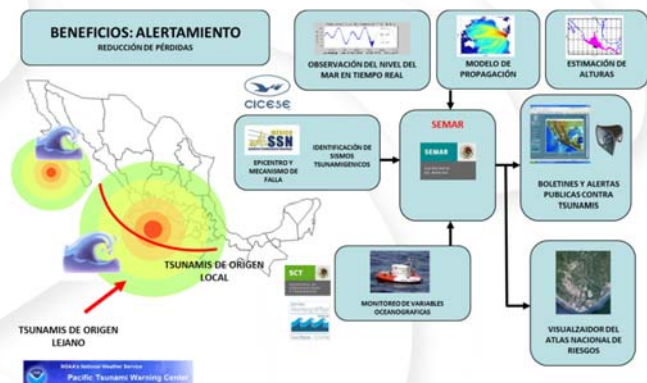 BENEFICIOS: ALERTAMIENTO
REDUCCIÓN DE PÉRDIDAS
OBSERVACIÓN DEL NIVEL DEL
MAR EN TIEMPO REAL
MODELO DE
PROPAGACIÓN
ESTIMACIÓN DE
ALTURAS
CICESE
MÉXICO
SSN
EPICENTRO Y
MECANISMO DE
FALLA
IDENTIFICACIÓN DE
SISMOS
TSUNAMIGENICOS
SEMAR
SEMAR
BOLETINES Y ALERTAS
PUBLICAS CONTRA
TSUNAMIS
TSUNAMIS DE ORIGEN
LOCAL
SCT
MONITOREO DE VARIABLES
OCEANOGRAFICAS
TSUNAMIS DE ORIGEN
LEJANO
VISUALZAIDOR DEL
ATLAS NACIONAL DE
RIESGOS
NOAA's National Weather Service
Pacific Tsunami Warning Center